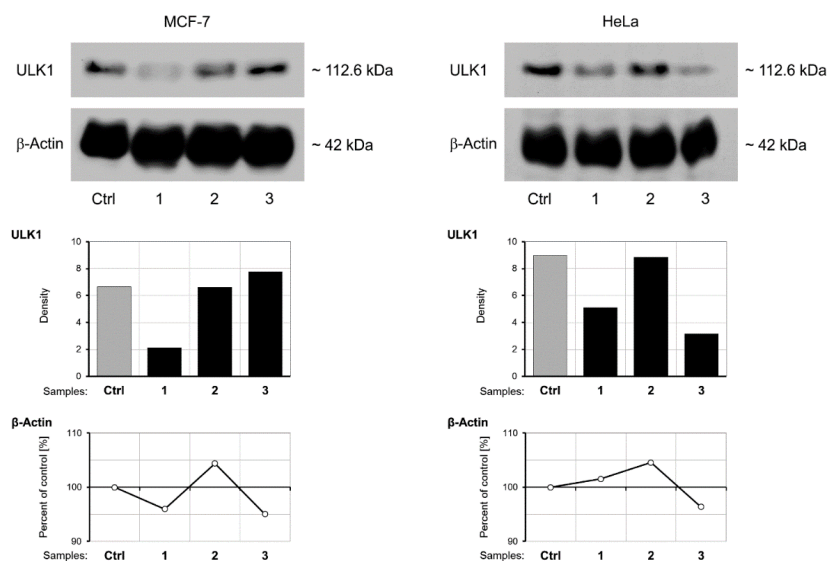 MCF-7
ULK1 ~ 112.6 kDa
β-Actin ~ 42 kDa
Ctrl 1 2 3
ULK1
10
8
6
4
2
0
Density
Samples: Ctrl 1 2 3
β-Actin
110
100
90
Percent of control [%]
Samples: Ctrl 1 2 3
HeLa
ULK1 ~ 112.6 kDa
β-Actin ~ 42 kDa
Ctrl 1 2 3
ULK1
10
8
6
4
2
0
Density
Samples: Ctrl 1 2 3
β-Actin
110
100
90
Percent of control [%]
Samples: Ctrl 1 2 3